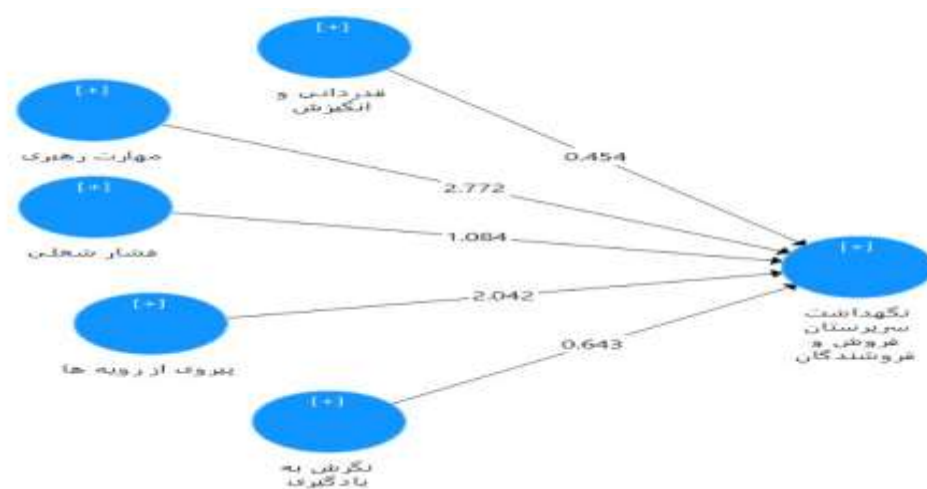 [+]
قدردانی و
انگیزش
[+]
مهارت رهبری
[+]
فشار شغلی
[+]
پیروی از رویه ها
[+]
نگرش به
یادگیری
0.454
2.772
1.084
2.042
0.643
[+]
نگهداشت
سرپرستان
فروش و
فروشندگان